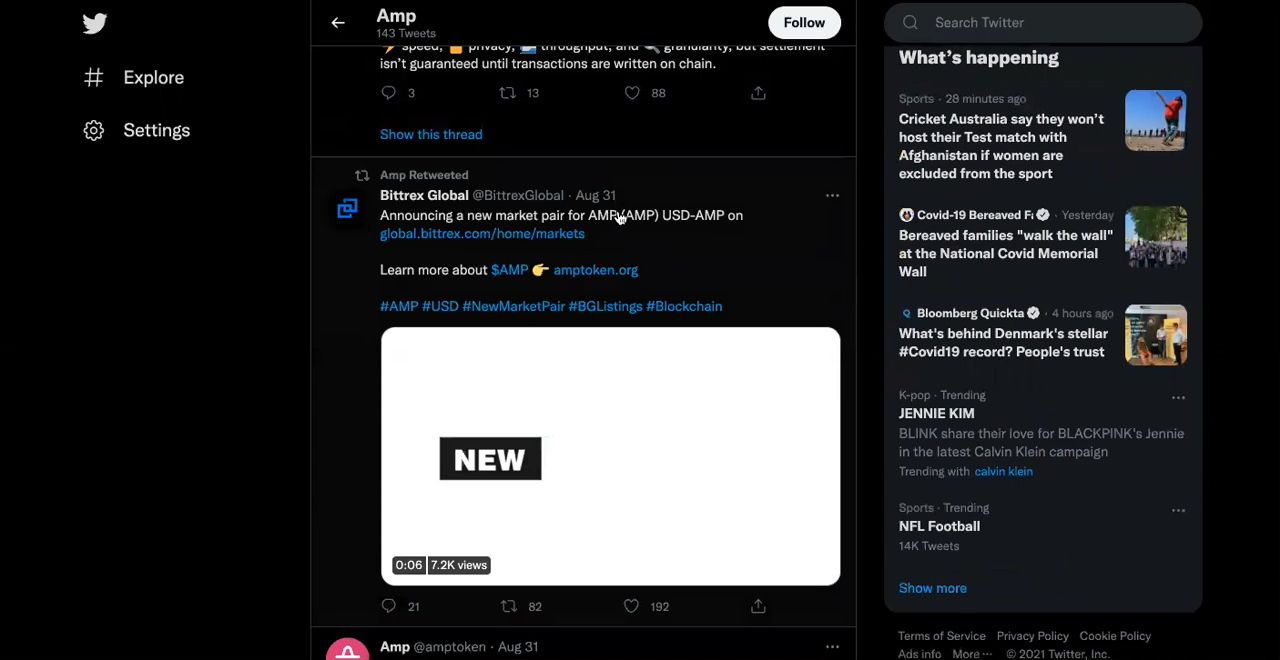 Explore
Settings
Amp
143 Tweets
Follow
speed, privacy, throughput, and granularity, but settlement
isn't guaranteed until transactions are written on chain.
3 13 88
Show this thread
Amp Retweeted
Bittrex Global @BittrexGlobal · Aug 31
Announcing a new market pair for AMP (AMP) USD-AMP on
global.bittrex.com/home/markets
Learn more about $AMP 👉 amptoken.org
#AMP #USD #NewMarketPair #BGListings #Blockchain
NEW
0:06 7.2K views
21 82 192
Amp @amptoken · Aug 31
Search Twitter
What's happening
Sports · 28 minutes ago
Cricket Australia say they won't
host their Test match with
Afghanistan if women are
excluded from the sport
Covid-19 Bereaved Fa · Yesterday
Bereaved families "walk the wall"
at the National Covid Memorial
Wall
Bloomberg Quickta · 4 hours ago
What's behind Denmark's stellar
#Covid19 record? People's trust
K-pop · Trending
JENNIE KIM
BLINK share their love for BLACKPINK's Jennie
in the latest Calvin Klein campaign
Trending with calvin klein
Sports · Trending
NFL Football
14K Tweets
Show more
Terms of Service Privacy Policy Cookie Policy
Ads info More ··· © 2021 Twitter, Inc.